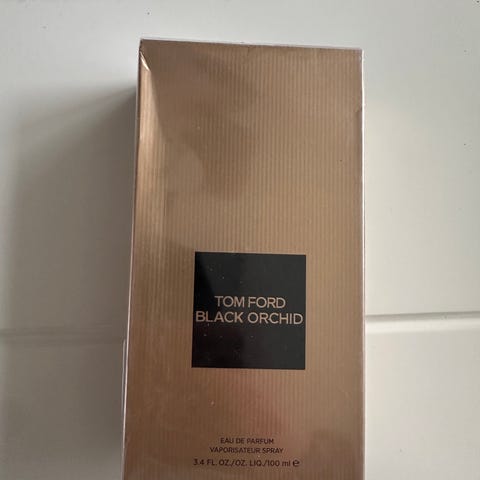 TOM FORD
BLACK ORCHID
EAU DE PARFUM
VAPORISATEUR SPRAY
3.4 FL. OZ./OZ. LIQ./100 ml ℮